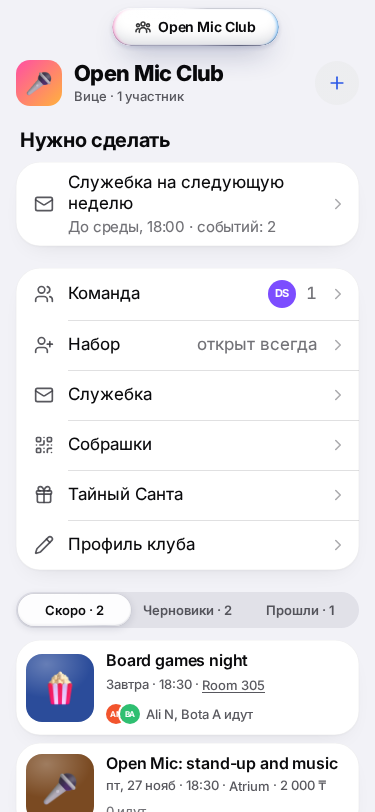 Open Mic Club
Open Mic Club
Вице · 1 участник
Нужно сделать
Служебка на следующую
неделю
До среды, 18:00 · событий: 2
Команда
DS
1
Набор
открыт всегда
Служебка
Собрашки
Тайный Санта
Профиль клуба
Скоро · 2
Черновики · 2
Прошли · 1
Board games night
Завтра · 18:30 · Room 305
BA
Ali N, Bota A идут
Open Mic: stand-up and music
пт, 27 нояб · 18:30 · Atrium · 2 000 ₸
0 идут